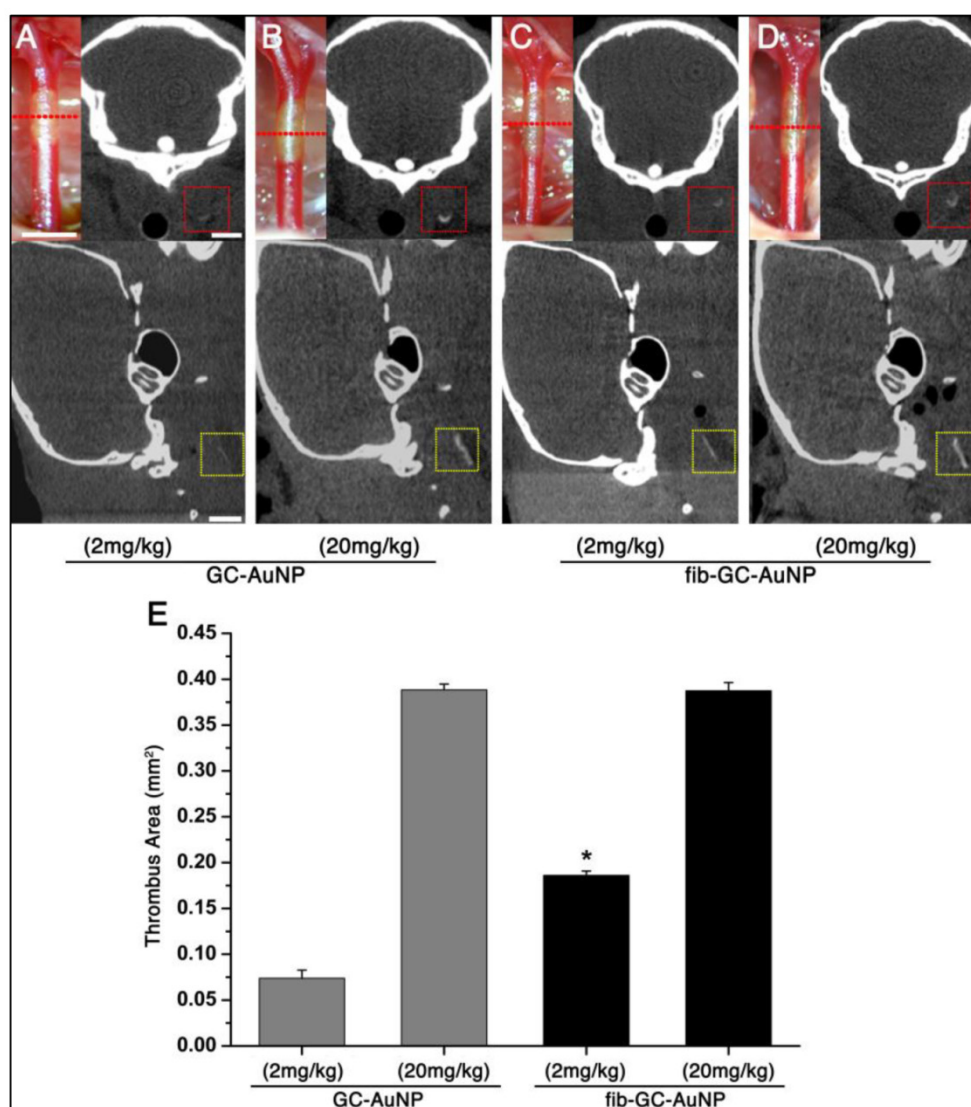 A B C D
(2mg/kg) (20mg/kg) (2mg/kg) (20mg/kg)
GC-AuNP fib-GC-AuNP
E
Thrombus Area (mm²)
0.45
0.40
0.35
0.30
0.25
0.20
0.15
0.10
0.05
0.00
*
(2mg/kg) (20mg/kg) (2mg/kg) (20mg/kg)
GC-AuNP fib-GC-AuNP